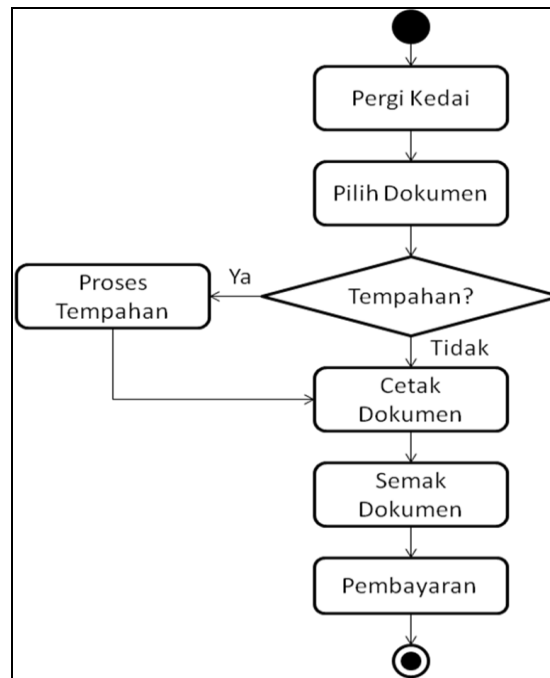 Pergi Kedai
Pilih Dokumen
Tempahan?
Ya
Proses
Tempahan
Tidak
Cetak
Dokumen
Semak
Dokumen
Pembayaran